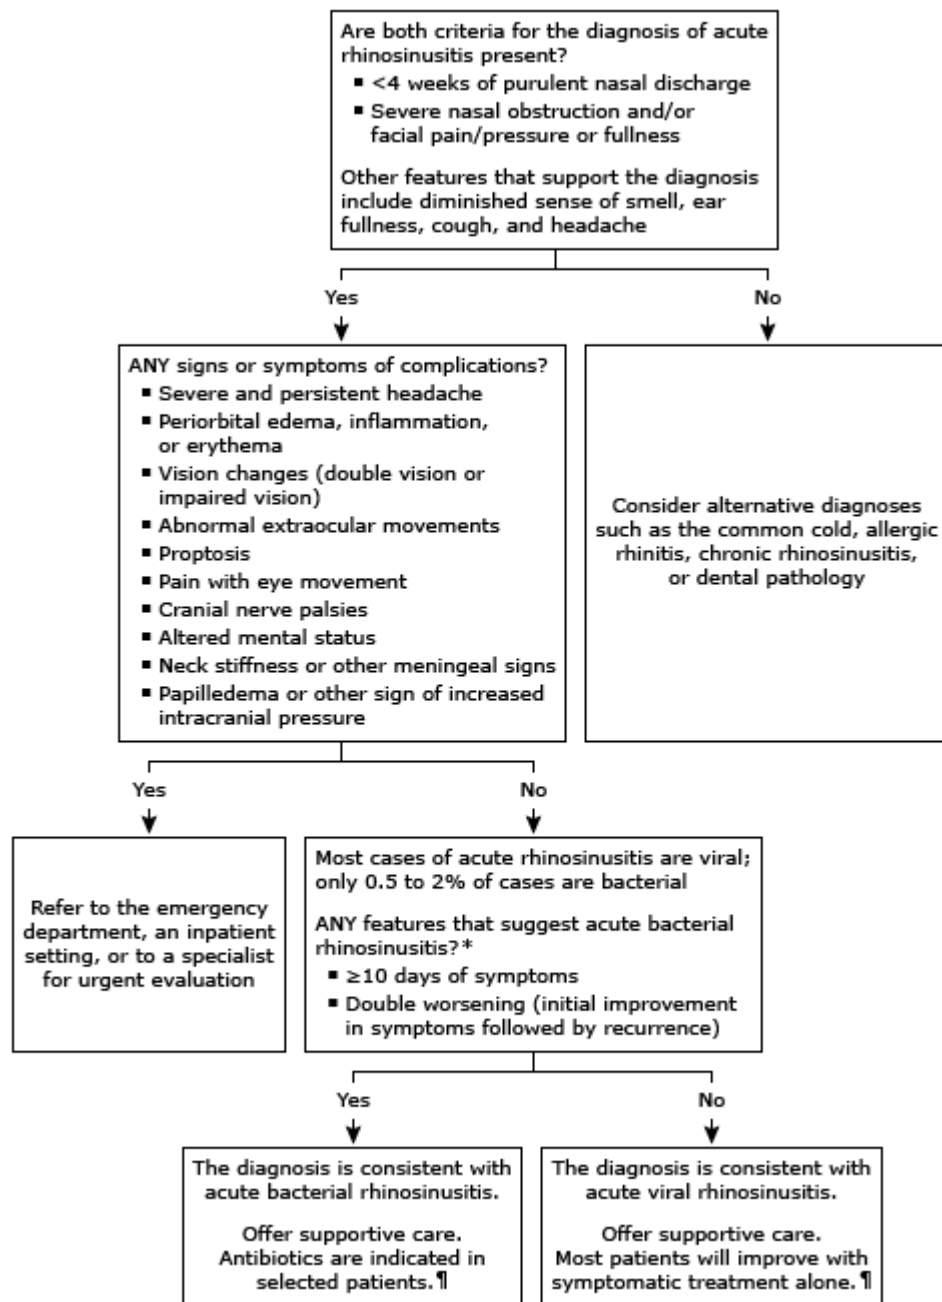 Are both criteria for the diagnosis of acute
rhinosinusitis present?
▪ <4 weeks of purulent nasal discharge
▪ Severe nasal obstruction and/or
facial pain/pressure or fullness
Other features that support the diagnosis
include diminished sense of smell, ear
fullness, cough, and headache
Yes
No
ANY signs or symptoms of complications?
▪ Severe and persistent headache
▪ Periorbital edema, inflammation,
or erythema
▪ Vision changes (double vision or
impaired vision)
▪ Abnormal extraocular movements
▪ Proptosis
▪ Pain with eye movement
▪ Cranial nerve palsies
▪ Altered mental status
▪ Neck stiffness or other meningeal signs
▪ Papilledema or other sign of increased
intracranial pressure
Consider alternative diagnoses
such as the common cold, allergic
rhinitis, chronic rhinosinusitis,
or dental pathology
Yes
No
Refer to the emergency
department, an inpatient
setting, or to a specialist
for urgent evaluation
Most cases of acute rhinosinusitis are viral;
only 0.5 to 2% of cases are bacterial
ANY features that suggest acute bacterial
rhinosinusitis?*
▪ ≥10 days of symptoms
▪ Double worsening (initial improvement
in symptoms followed by recurrence)
Yes
No
The diagnosis is consistent with
acute bacterial rhinosinusitis.
Offer supportive care.
Antibiotics are indicated in
selected patients.¶
The diagnosis is consistent with
acute viral rhinosinusitis.
Offer supportive care.
Most patients will improve with
symptomatic treatment alone.¶